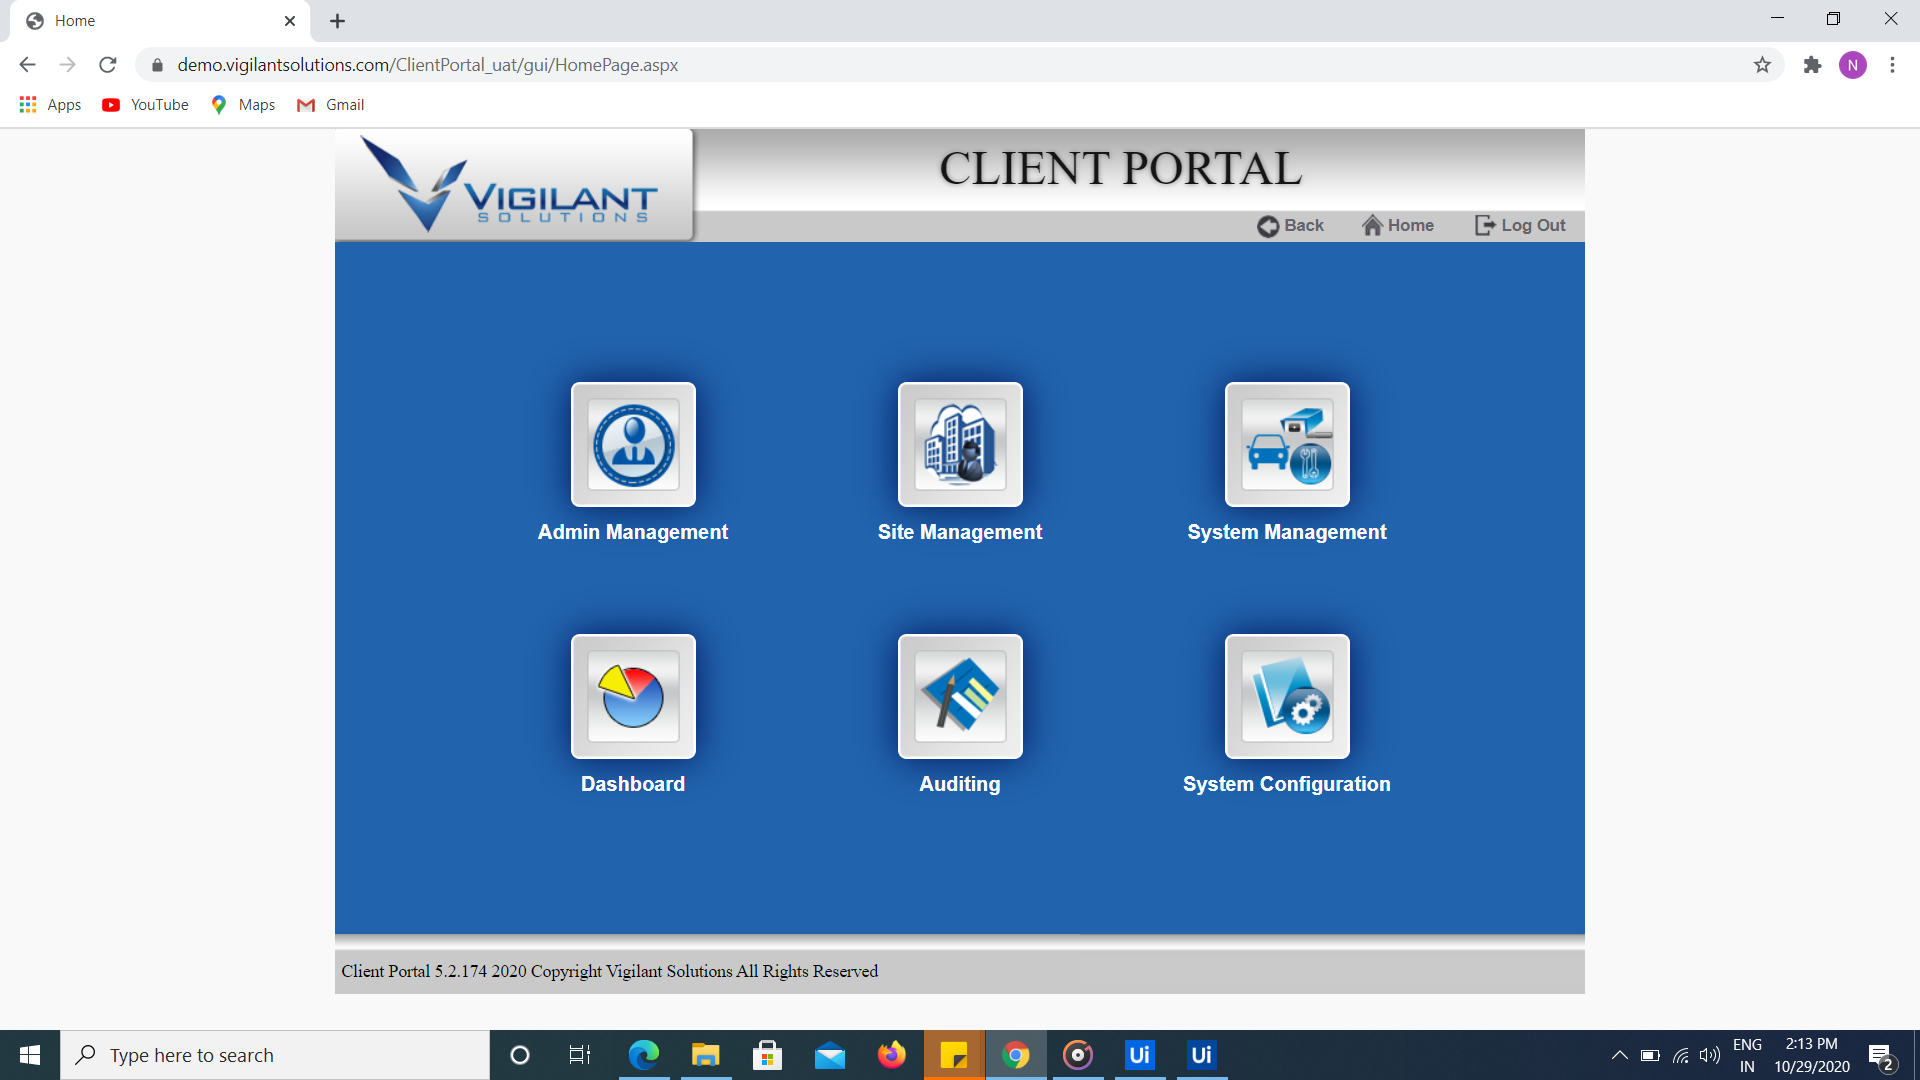 Home
demo.vigilantsolutions.com/ClientPortal_uat/gui/HomePage.aspx
N
Apps YouTube Maps Gmail
VIGILANT
SOLUTIONS
CLIENT PORTAL
Back Home Log Out
Admin Management Site Management System Management
Dashboard Auditing System Configuration
Client Portal 5.2.174 2020 Copyright Vigilant Solutions All Rights Reserved
Type here to search
Ui Ui
ENG
IN
2:13 PM
10/29/2020
2